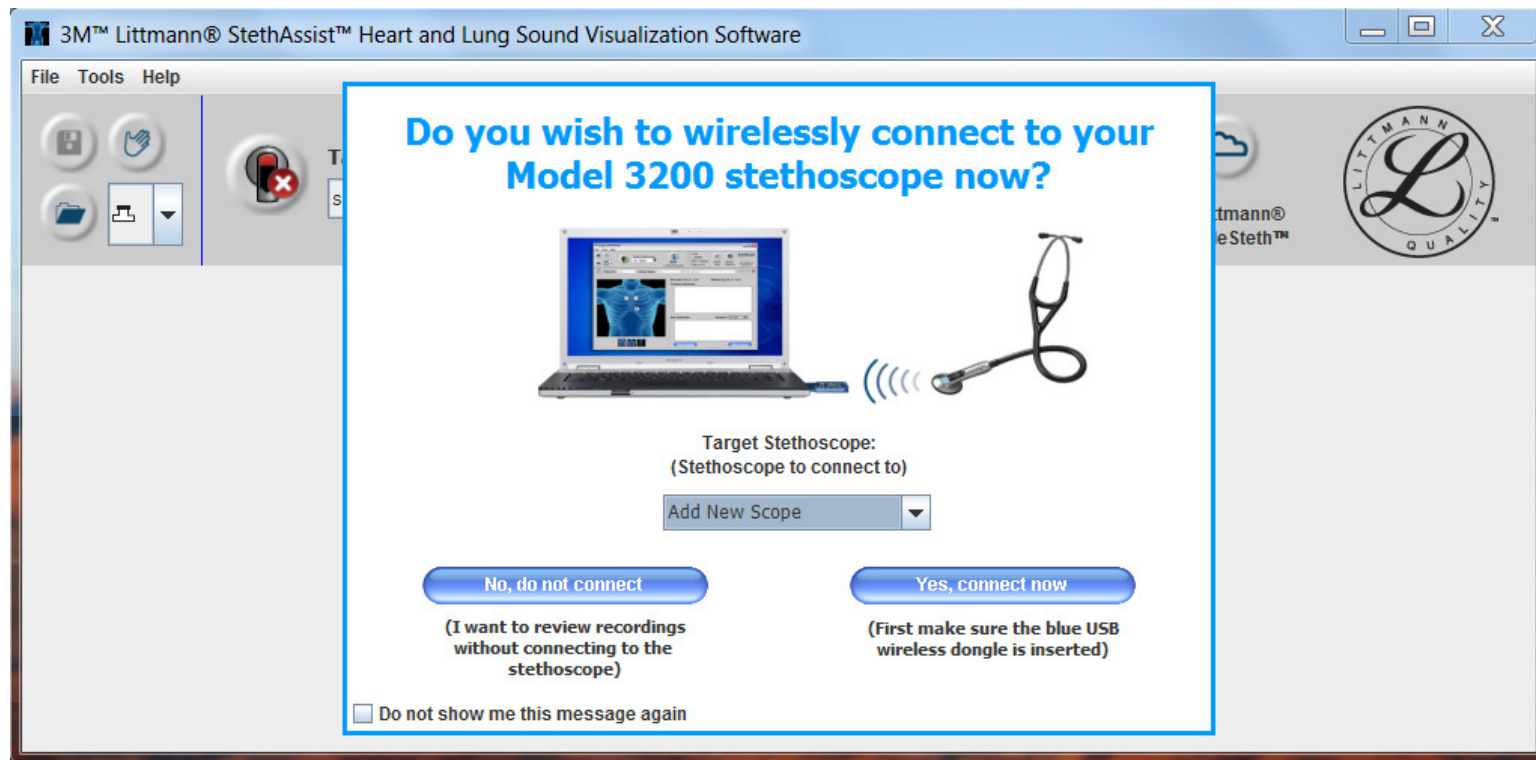 3M™ Littmann® StethAssist™ Heart and Lung Sound Visualization Software
File Tools Help
Do you wish to wirelessly connect to your
Model 3200 stethoscope now?
LITTMANN
QUALITY™
Target Stethoscope:
(Stethoscope to connect to)
Add New Scope
No, do not connect
Yes, connect now
(I want to review recordings
without connecting to the
stethoscope)
(First make sure the blue USB
wireless dongle is inserted)
Do not show me this message again